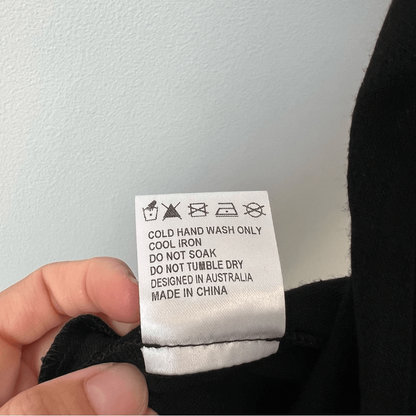 COLD HAND WASH ONLY
COOL IRON
DO NOT SOAK
DO NOT TUMBLE DRY
DESIGNED IN AUSTRALIA
MADE IN CHINA